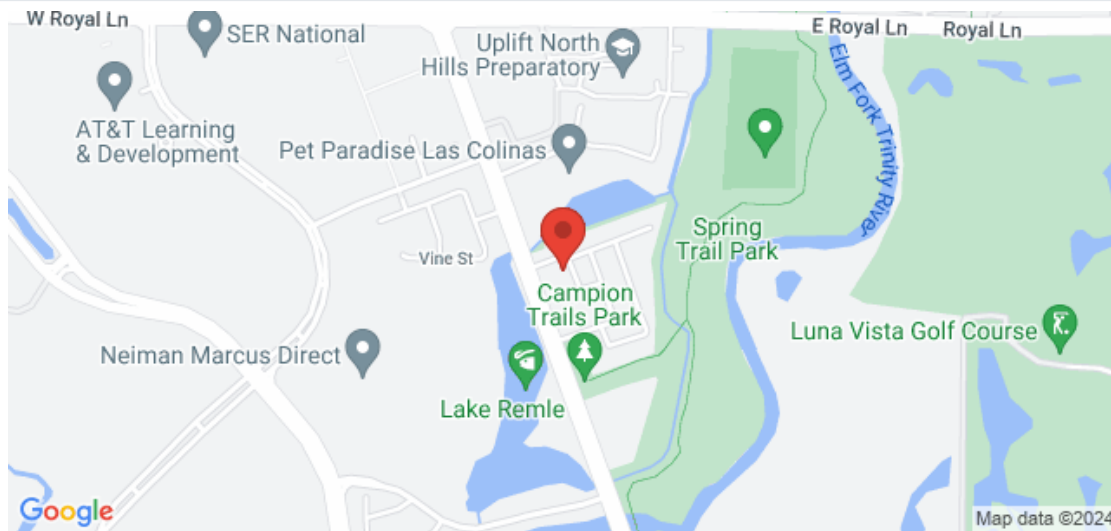 W Royal Ln
SER National
Uplift North
Hills Preparatory
E Royal Ln
Royal Ln
AT&T Learning
& Development
Pet Paradise Las Colinas
Elm Fork Trinity River
Spring
Trail Park
Vine St
Campion
Trails Park
Luna Vista Golf Course
Neiman Marcus Direct
Lake Remle
Google
Map data ©2024